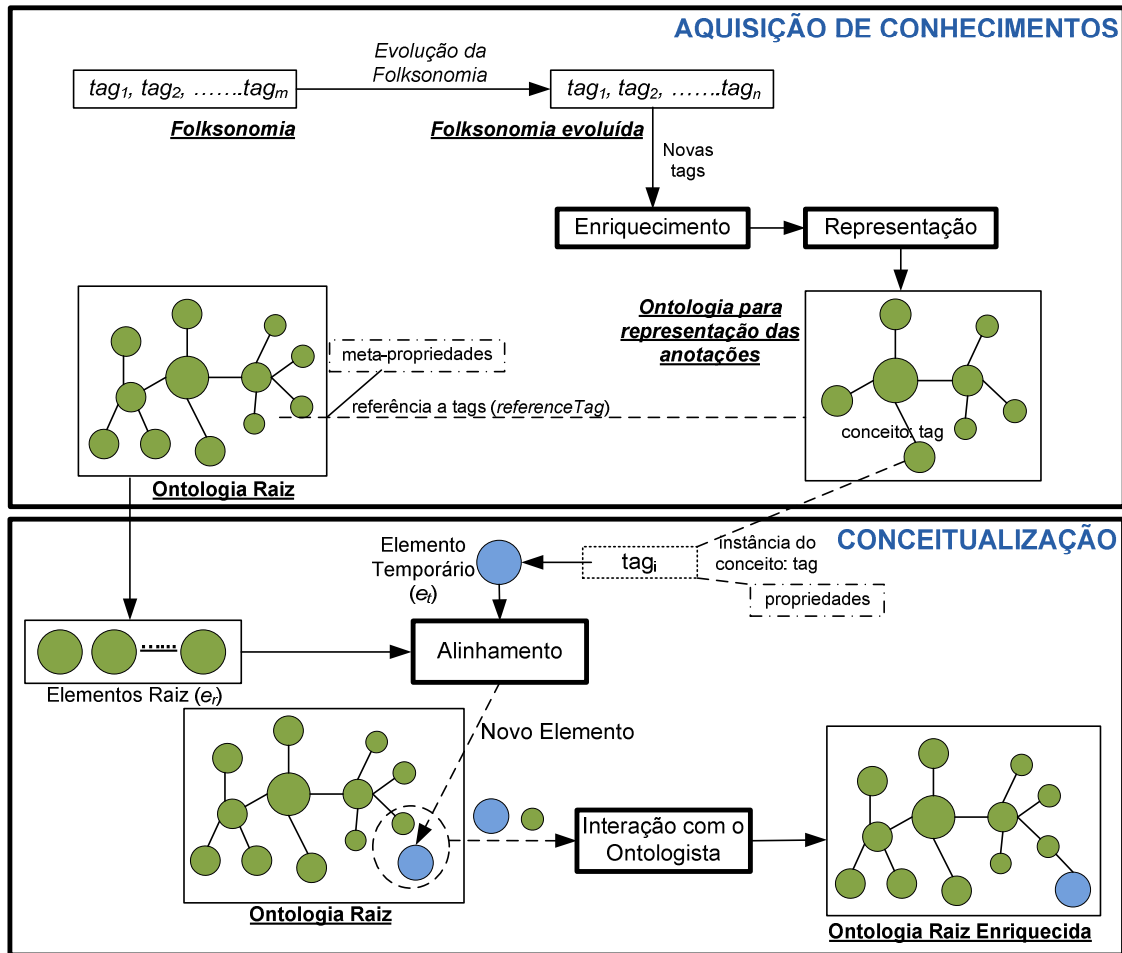 AQUISIÇÃO DE CONHECIMENTOS
Evolução da
Folksonomia
tag1, tag2, …….tagm
tag1, tag2, …….tagn
Folksonomia
Folksonomia evoluída
Novas
tags
Enriquecimento
Representação
Ontologia para
representação das
anotações
meta-propriedades
referência a tags (referenceTag)
conceito: tag
Ontologia Raiz
CONCEITUALIZAÇÃO
Elemento
Temporário
(et)
tagi
instância do
conceito: tag
propriedades
Alinhamento
......
Elementos Raiz (er)
Novo Elemento
Interação com o
Ontologista
Ontologia Raiz
Ontologia Raiz Enriquecida